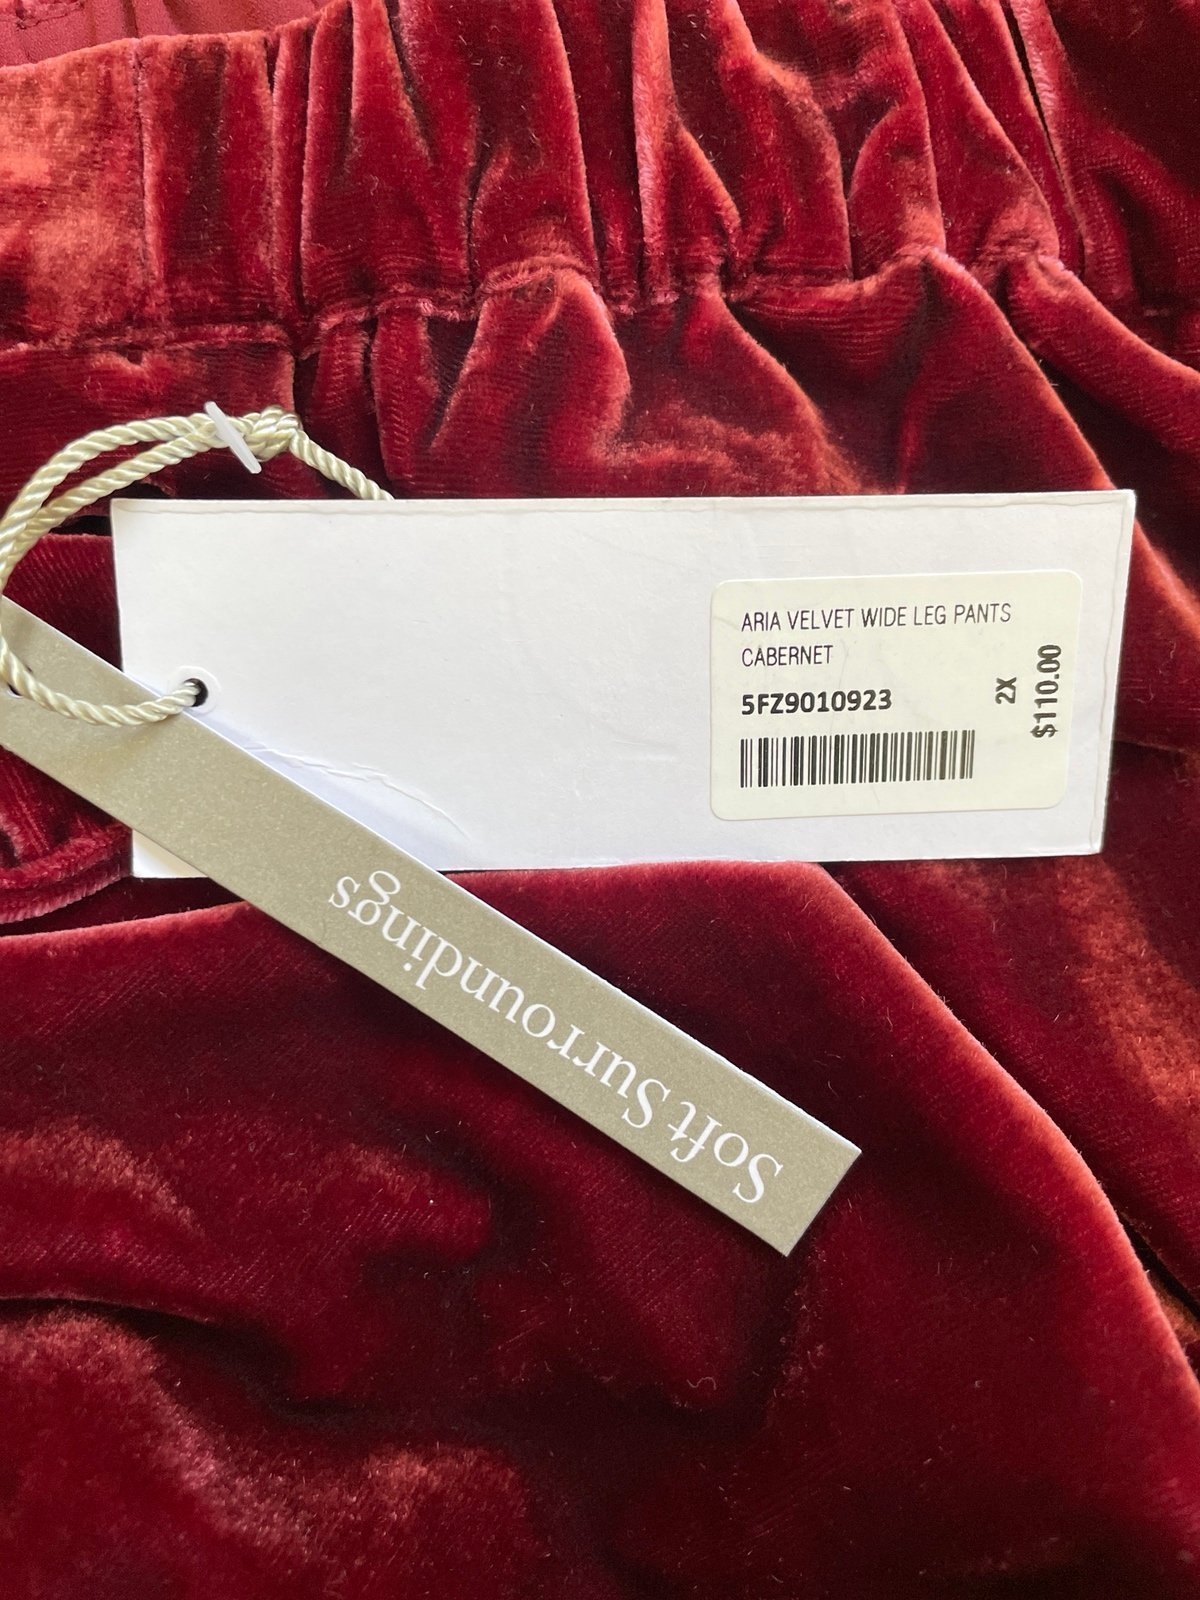 ARIA VELVET WIDE LEG PANTS
CABERNET
5FZ9010923
2X
$110.00
Soft Surroundings